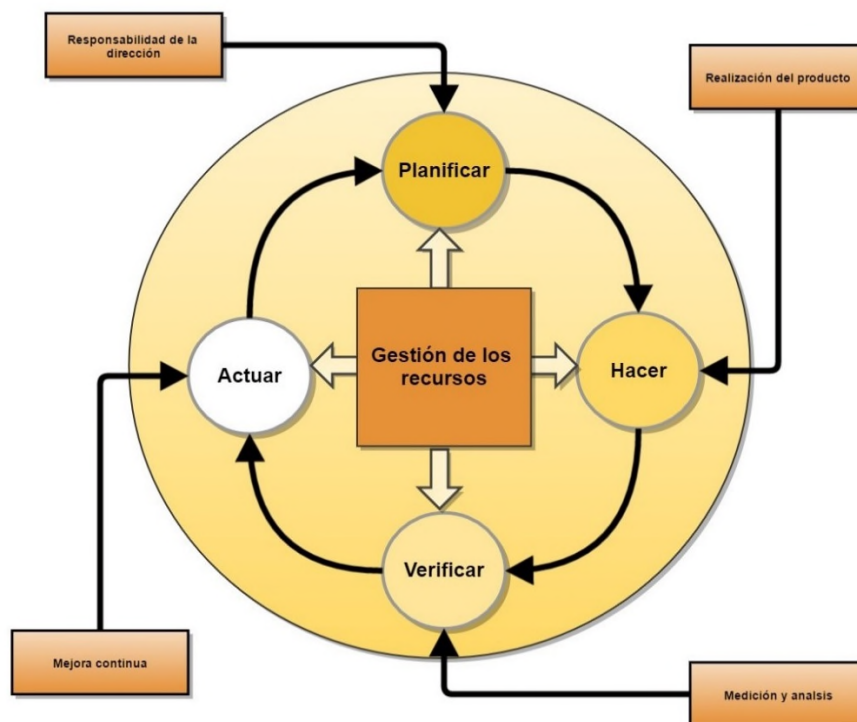 Responsabilidad de la
dirección
Realización del producto
Planificar
Gestión de los
recursos
Actuar
Hacer
Verificar
Mejora continua
Medición y analsis